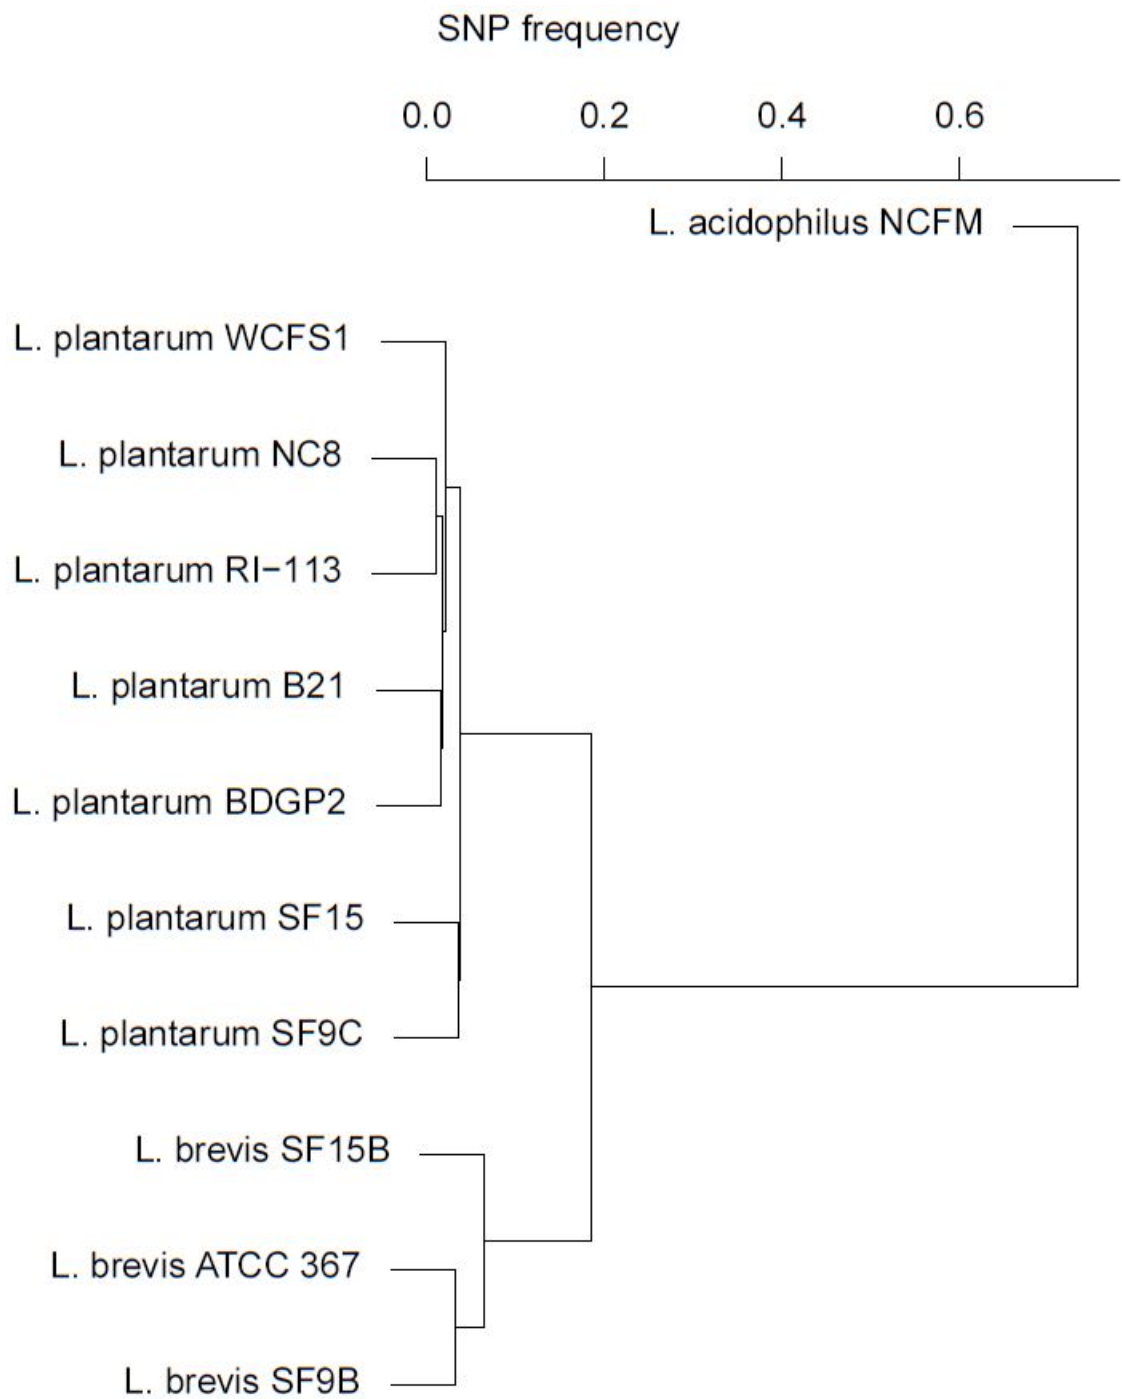 SNP frequency
0.0 0.2 0.4 0.6
L. acidophilus NCFM
L. plantarum WCFS1
L. plantarum NC8
L. plantarum RI−113
L. plantarum B21
L. plantarum BDGP2
L. plantarum SF15
L. plantarum SF9C
L. brevis SF15B
L. brevis ATCC 367
L. brevis SF9B